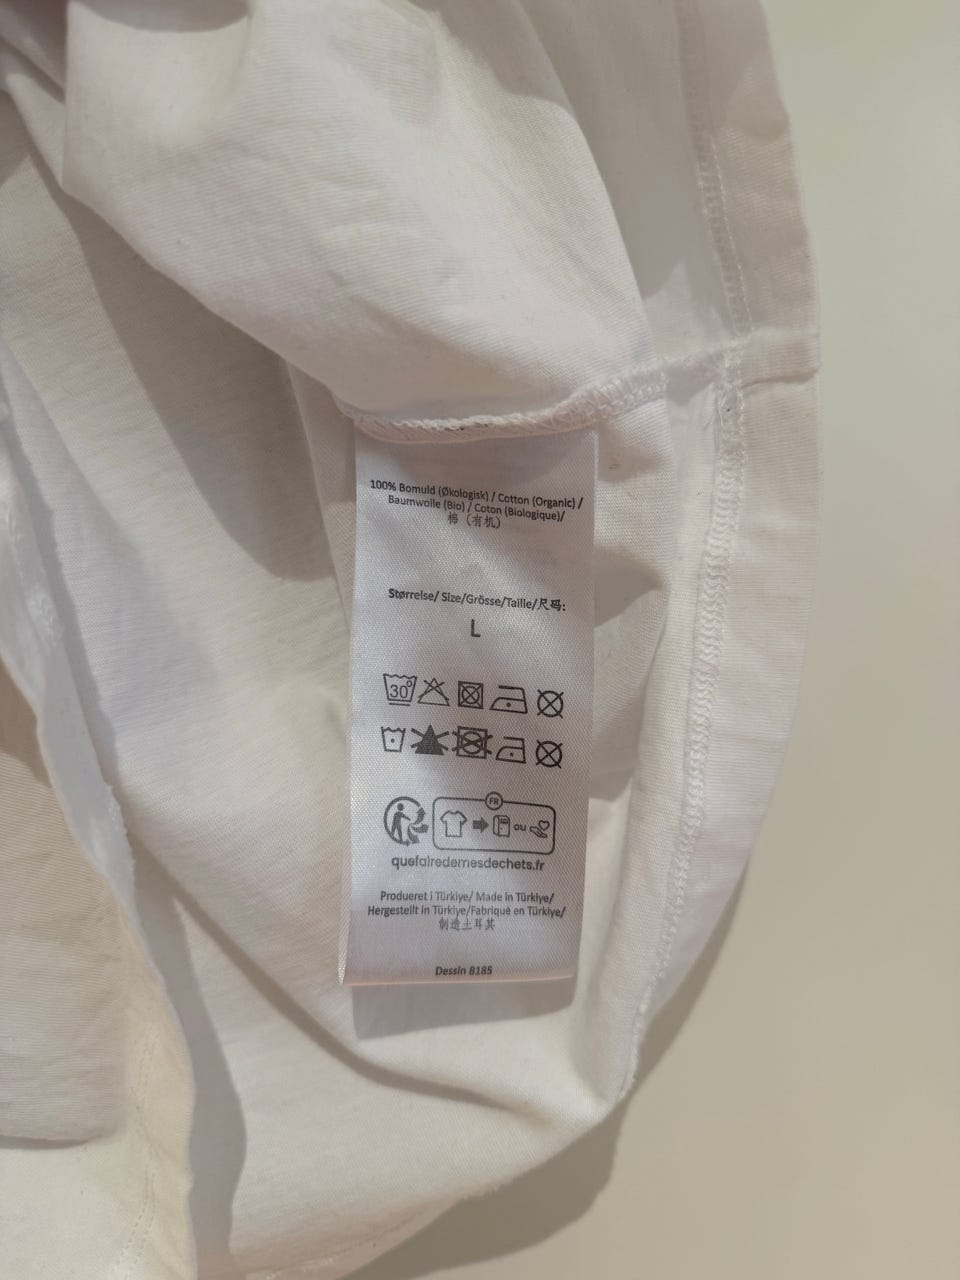 100% Bomuld (Økologisk) / Cotton (Organic) /
Baumwolle (Bio) / Coton (Biologique)/
棉（有机）
Størrelse/ Size/Grösse/Taille/尺码:
L
30°
FR
ou
quefairedemesdechets.fr
Produceret i Türkiye/ Made in Türkiye/
Hergestellt in Türkiye/Fabriqué en Türkiye/
制造土耳其
Dessin 8185